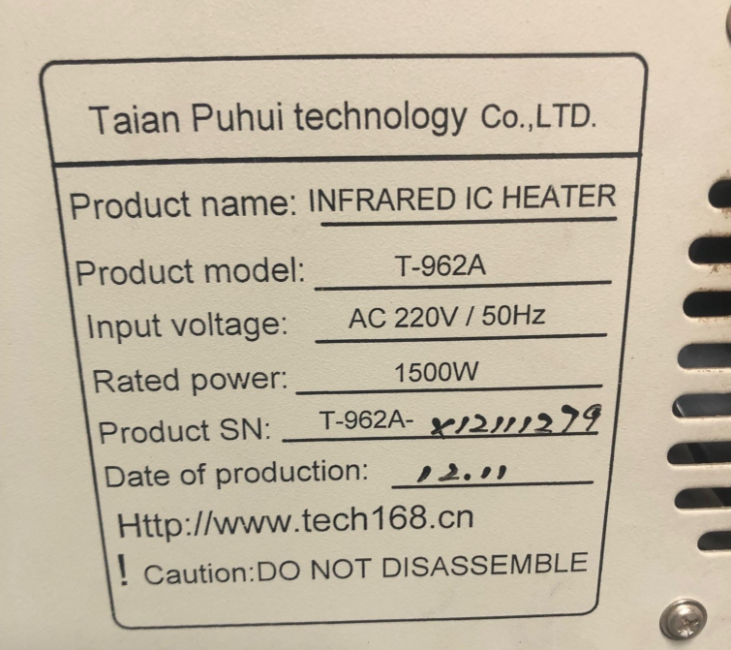 Taian Puhui technology Co.,LTD.
Product name: INFRARED IC HEATER
Product model: T-962A
Input voltage: AC 220V / 50Hz
Rated power: 1500W
Product SN: T-962A- X12111279
Date of production: 12.11
Http://www.tech168.cn
! Caution:DO NOT DISASSEMBLE